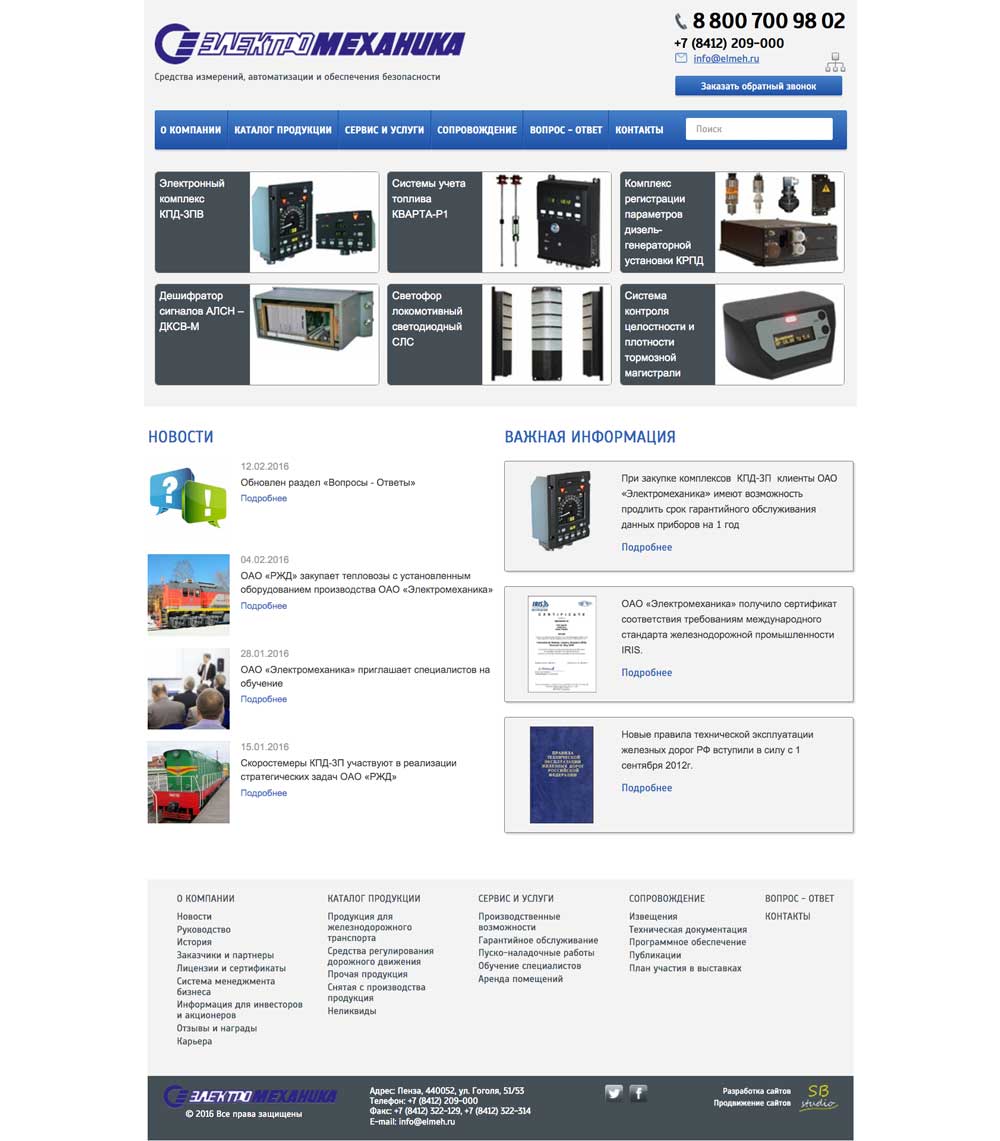 ЭЛЕКТРОМЕХАНИКА
Средства измерений, автоматизации и обеспечения безопасности
8 800 700 98 02
+7 (8412) 209-000
info@elmeh.ru
Заказать обратный звонок
О КОМПАНИИ
КАТАЛОГ ПРОДУКЦИИ
СЕРВИС И УСЛУГИ
СОПРОВОЖДЕНИЕ
ВОПРОС - ОТВЕТ
КОНТАКТЫ
Поиск
Электронный
комплекс
КПД-3ПВ
Системы учета
топлива
КВАРТА-Р1
Комплекс
регистрации
параметров
дизель-
генераторной
установки КРПД
Дешифратор
сигналов АЛСН –
ДКСВ-М
Светофор
локомотивный
светодиодный
СЛС
Система
контроля
целостности и
плотности
тормозной
магистрали
НОВОСТИ
12.02.2016
Обновлен раздел «Вопросы - Ответы»
Подробнее
04.02.2016
ОАО «РЖД» закупает тепловозы с установленным
оборудованием производства ОАО «Электромеханика»
Подробнее
28.01.2016
ОАО «Электромеханика» приглашает специалистов на
обучение
Подробнее
15.01.2016
Скоростемеры КПД-3П участвуют в реализации
стратегических задач ОАО «РЖД»
Подробнее
ВАЖНАЯ ИНФОРМАЦИЯ
При закупке комплексов КПД-3П клиенты ОАО
«Электромеханика» имеют возможность
продлить срок гарантийного обслуживания
данных приборов на 1 год
Подробнее
IRIS
CERTIFICATE
ОАО «Электромеханика» получило сертификат
соответствия требованиям международного
стандарта железнодорожной промышленности
IRIS.
Подробнее
ПРАВИЛА
ТЕХНИЧЕСКОЙ
ЭКСПЛУАТАЦИИ
ЖЕЛЕЗНЫХ ДОРОГ
РОССИЙСКОЙ
ФЕДЕРАЦИИ
Новые правила технической эксплуатации
железных дорог РФ вступили в силу с 1
сентября 2012г.
Подробнее
О КОМПАНИИ
Новости
Руководство
История
Заказчики и партнеры
Лицензии и сертификаты
Система менеджмента
бизнеса
Информация для инвесторов
и акционеров
Отзывы и награды
Карьера
КАТАЛОГ ПРОДУКЦИИ
Продукция для
железнодорожного
транспорта
Средства регулирования
дорожного движения
Прочая продукция
Снятая с производства
продукция
Неликвиды
СЕРВИС И УСЛУГИ
Производственные
возможности
Гарантийное обслуживание
Пуско-наладочные работы
Обучение специалистов
Аренда помещений
СОПРОВОЖДЕНИЕ
Извещения
Техническая документация
Программное обеспечение
Публикации
План участия в выставках
ВОПРОС - ОТВЕТ
КОНТАКТЫ
ЭЛЕКТРОМЕХАНИКА
© 2016 Все права защищены
Адрес: Пенза, 440052, ул. Гоголя, 51/53
Телефон: +7 (8412) 209-000
Факс: +7 (8412) 322-129, +7 (8412) 322-314
E-mail: info@elmeh.ru
Разработка сайтов
Продвижение сайтов
SB
studio